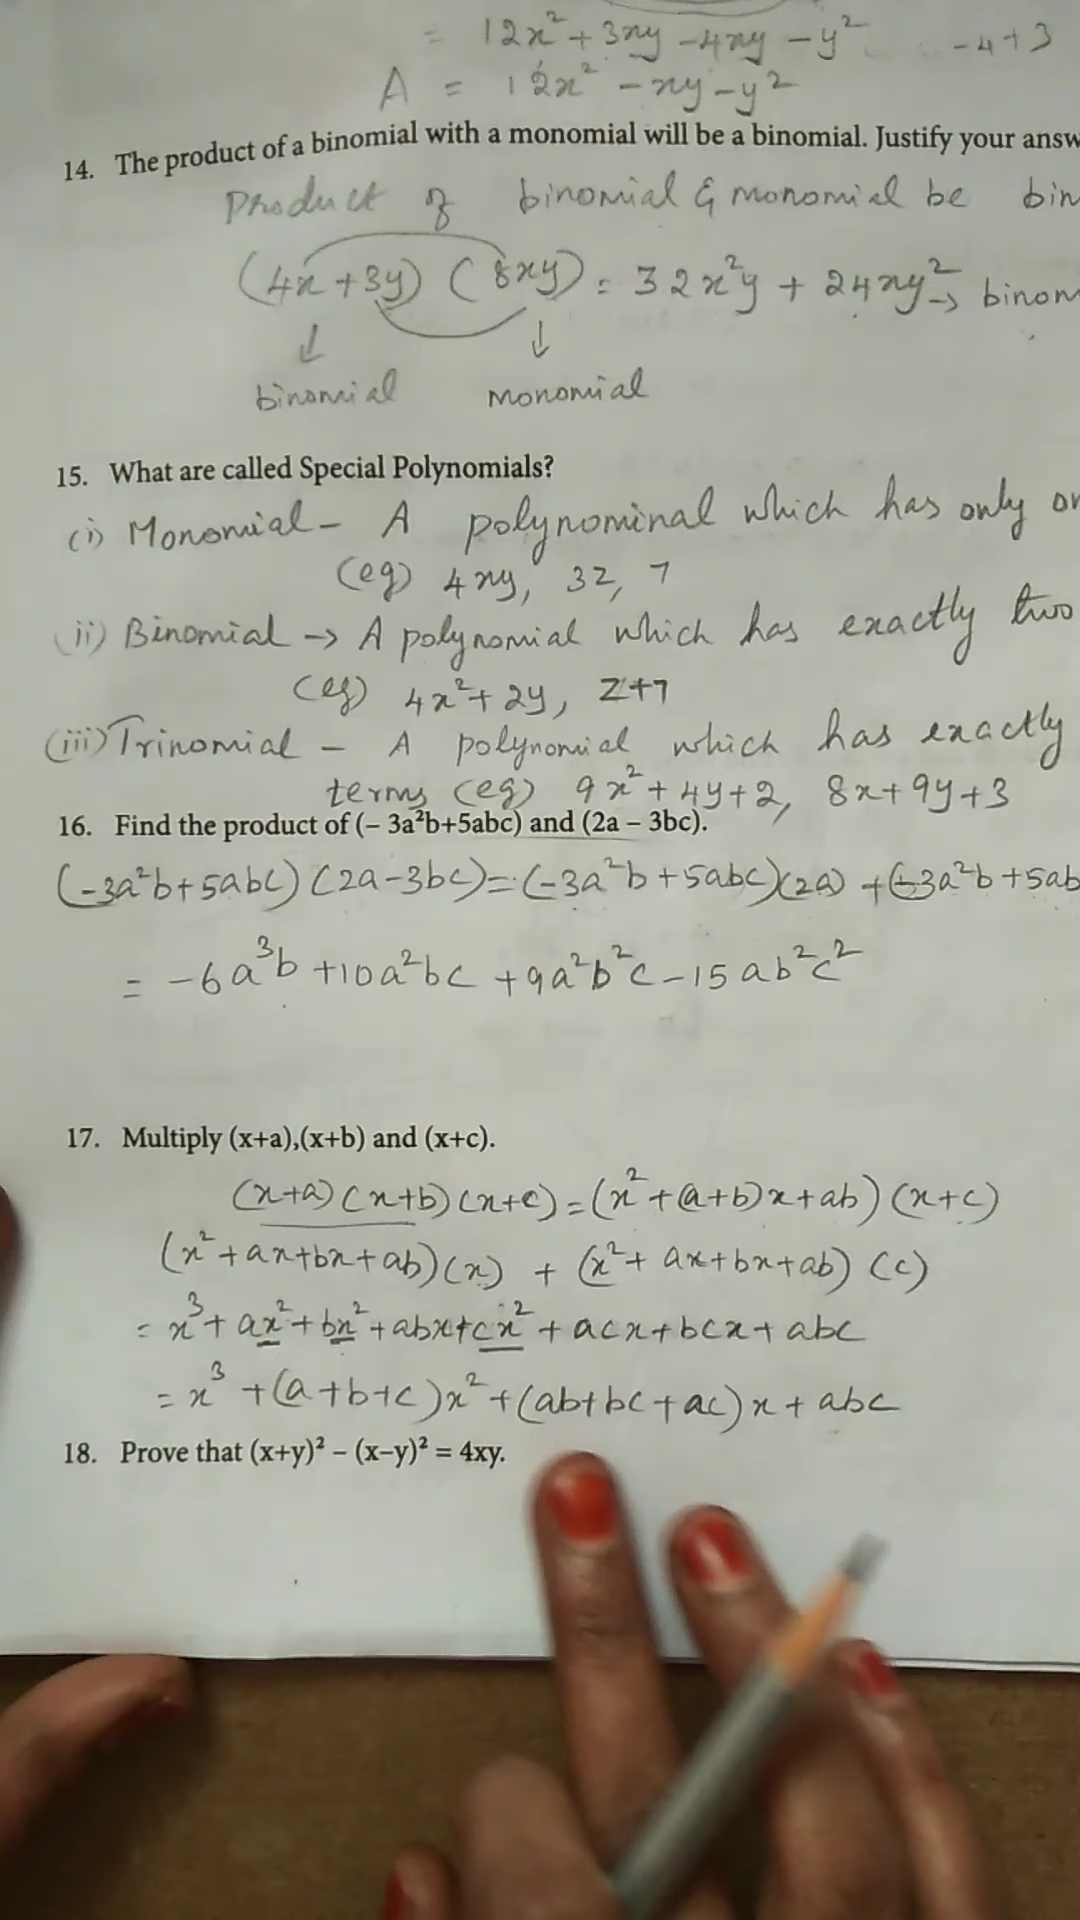 = 12x² + 3xy - 4xy - y² -4+3
A = 12x² - xy - y²
14. The product of a binomial with a monomial will be a binomial. Justify your answ
Product of binomial & monomial be bin
(4x + 3y) (8xy) = 32x²y + 24xy² → binom
↓ ↓
binomial monomial
15. What are called Special Polynomials?
(i) Monomial - A polynominal which has only on
(eg) 4xy, 3z, 7
(ii) Binomial → A polynomial which has exactly two
(eg) 4x² + 2y, z+7
(iii) Trinomial - A polynomial which has exactly
terms (eg) 9x² + 4y + 2, 8x + 9y + 3
16. Find the product of (– 3a²b+5abc) and (2a – 3bc).
(-3a²b + 5abc) (2a - 3bc) = (-3a²b + 5abc)(2a) + (-3a²b + 5ab
= -6a³b + 10a²bc + 9a²b²c - 15ab²c²
17. Multiply (x+a),(x+b) and (x+c).
(x+a) (x+b) (x+c) = (x² + (a+b)x + ab) (x+c)
(x² + ax + bx + ab) (x) + (x² + ax + bx + ab) (c)
= x³ + ax² + bx² + abx + cx² + acx + bcx + abc
= x³ + (a+b+c)x² + (ab+bc+ac)x + abc
18. Prove that (x+y)² – (x–y)² = 4xy.